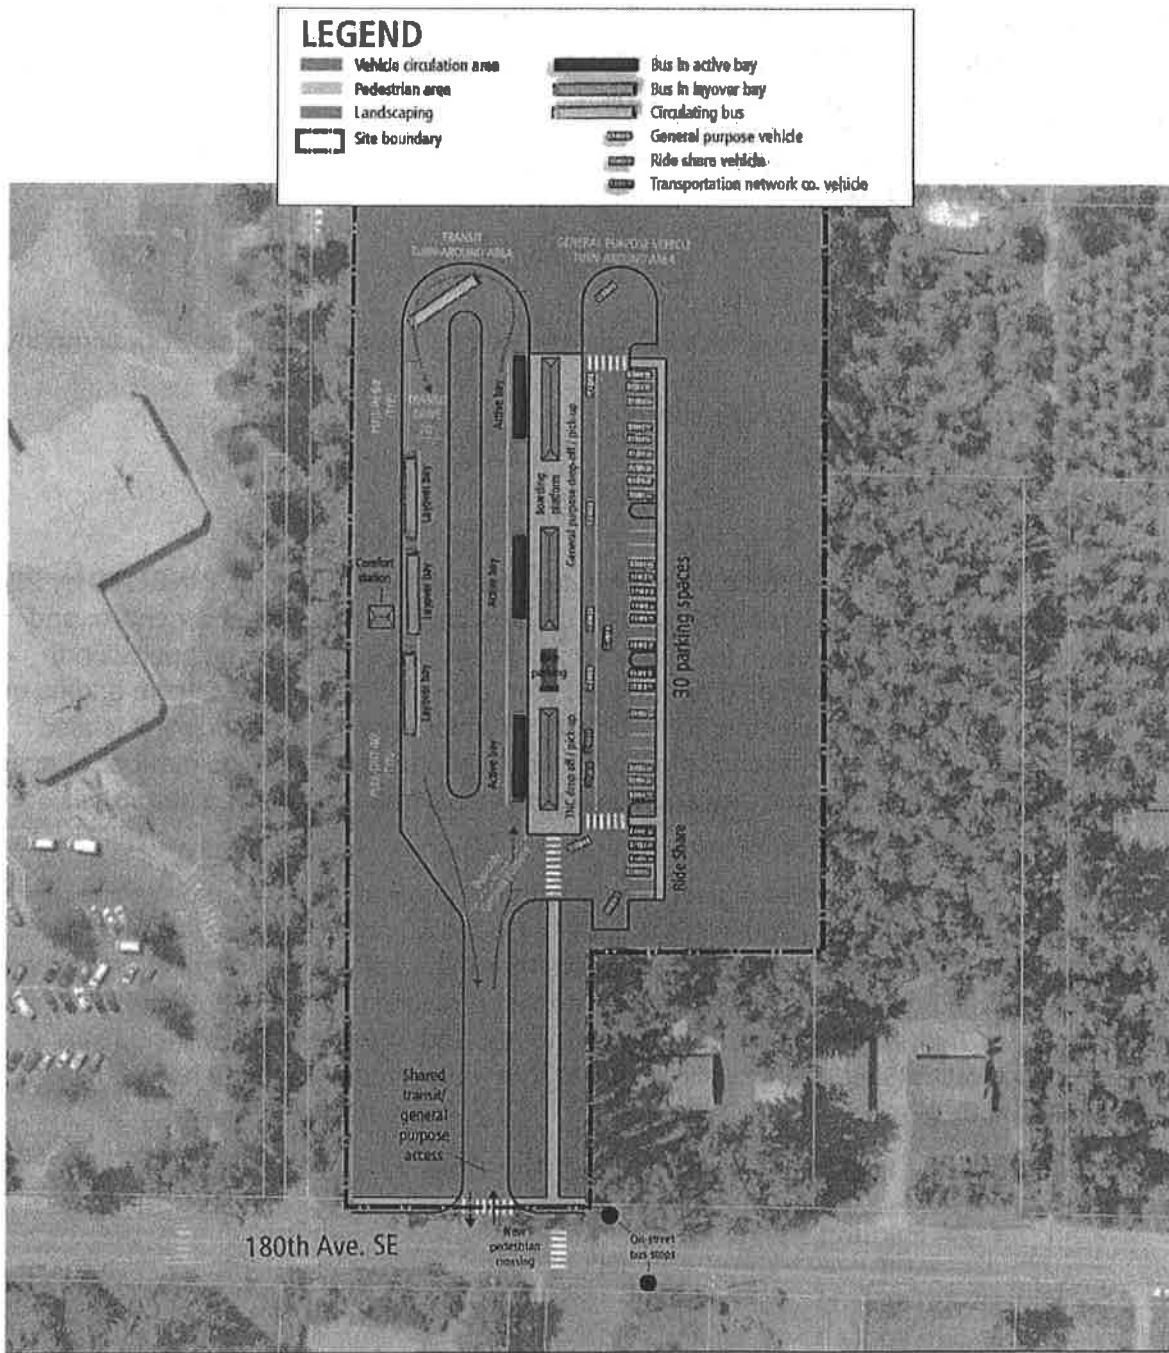 LEGEND
Vehicle circulation area
Pedestrian area
Landscaping
Site boundary
Bus in active bay
Bus in layover bay
Circulating bus
General purpose vehicle
Ride share vehicle
Transportation network co. vehicle
TRANSIT
TURN-AROUND AREA
GENERAL PURPOSE VEHICLE
TURN-AROUND AREA
Active bay
Active bay
Active bay
Layover bay
Layover bay
Layover bay
Comfort
station
Boarding
platform
General purpose drop-off / pick-up
TNC drop off / pick-up
30 parking spaces
Ride Share
Shared
transit/
general
purpose
access
New
pedestrian
crossing
On-street
bus stops
180th Ave. SE